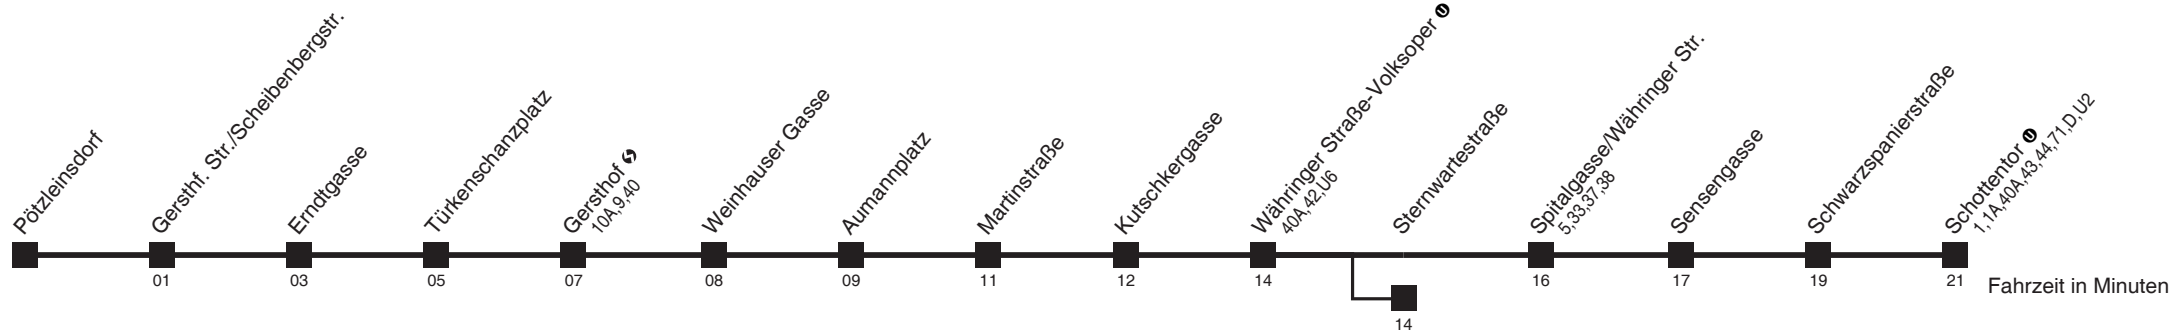 Pötzleinsdorf
Gersthf. Str./Scheibenbergstr.
Erndtgasse
Türkenschanzplatz
Gersthof
10A,9,40
Weinhauser Gasse
Aumannplatz
Martinstraße
Kutschkergasse
Währinger Straße-Volksoper U
40A,42,U6
Sternwartestraße
Spitalgasse/Währinger Str.
5,33,37,38
Sensengasse
Schwarzspanierstraße
Schottentor U
1,1A,40A,43,44,71,D,U2
01
03
05
07
08
09
11
12
14
16
17
19
21
Fahrzeit in Minuten
14